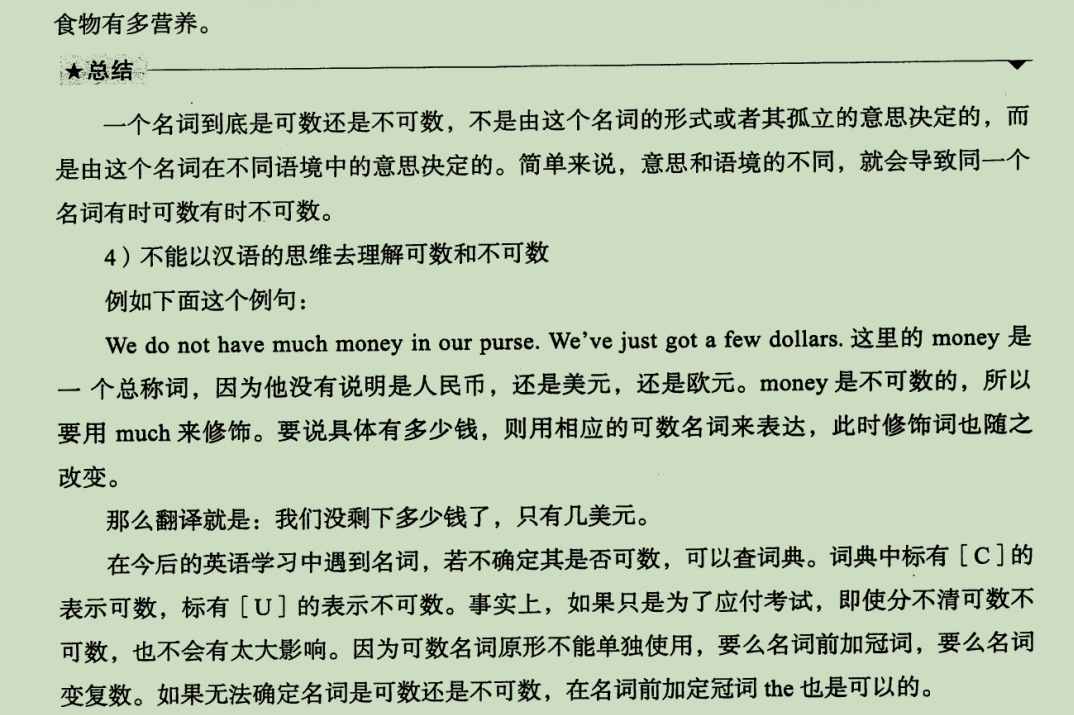 食物有多营养。
★总结
一个名词到底是可数还是不可数，不是由这个名词的形式或者其孤立的意思决定的，而
是由这个名词在不同语境中的意思决定的。简单来说，意思和语境的不同，就会导致同一个
名词有时可数有时不可数。
4）不能以汉语的思维去理解可数和不可数
例如下面这个例句：
We do not have much money in our purse. We've just got a few dollars. 这里的 money 是
一 个总称词，因为他没有说明是人民币，还是美元，还是欧元。money 是不可数的，所以
要用 much 来修饰。要说具体有多少钱，则用相应的可数名词来表达，此时修饰词也随之
改变。
那么翻译就是：我们没剩下多少钱了，只有几美元。
在今后的英语学习中遇到名词，若不确定其是否可数，可以查词典。词典中标有［C］的
表示可数，标有［U］的表示不可数。事实上，如果只是为了应付考试，即使分不清可数不
可数，也不会有太大影响。因为可数名词原形不能单独使用，要么名词前加冠词，要么名词
变复数。如果无法确定名词是可数还是不可数，在名词前加定冠词 the 也是可以的。